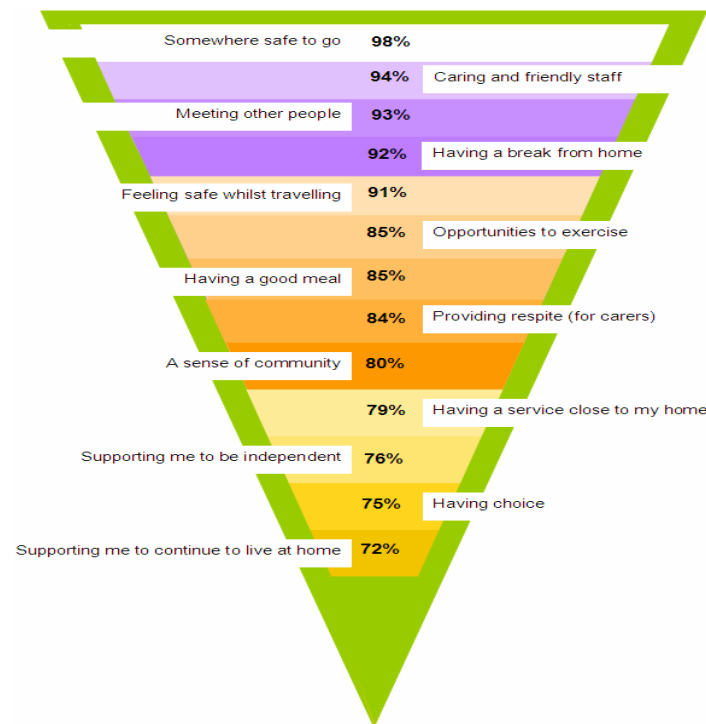 Somewhere safe to go 98%
94% Caring and friendly staff
Meeting other people 93%
92% Having a break from home
Feeling safe whilst travelling 91%
85% Opportunities to exercise
Having a good meal 85%
84% Providing respite (for carers)
A sense of community 80%
79% Having a service close to my home
Supporting me to be independent 76%
75% Having choice
Supporting me to continue to live at home 72%